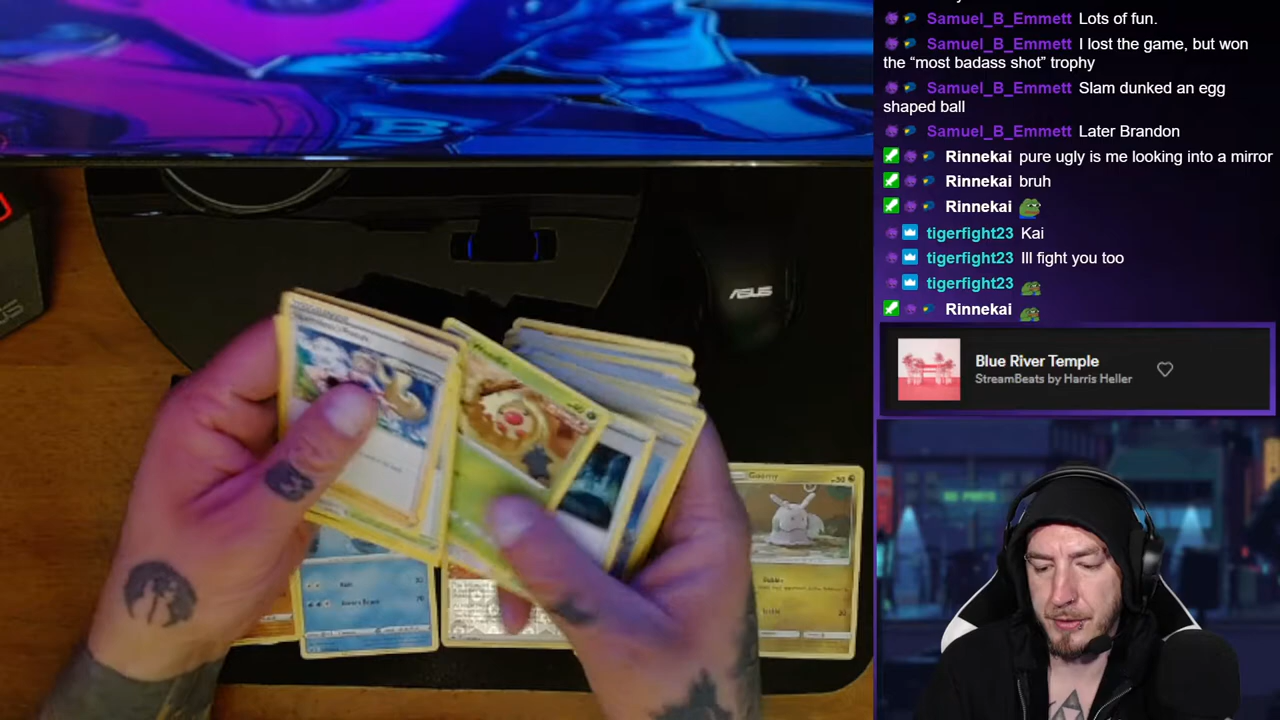 Samuel_B_Emmett Lots of fun.
Samuel_B_Emmett I lost the game, but won
the “most badass shot” trophy
Samuel_B_Emmett Slam dunked an egg
shaped ball
Samuel_B_Emmett Later Brandon
Rinnekai pure ugly is me looking into a mirror
Rinnekai bruh
Rinnekai
tigerfight23 Kai
tigerfight23 Ill fight you too
tigerfight23
Rinnekai
Blue River Temple
StreamBeats by Harris Heller
ASUS
Goomy